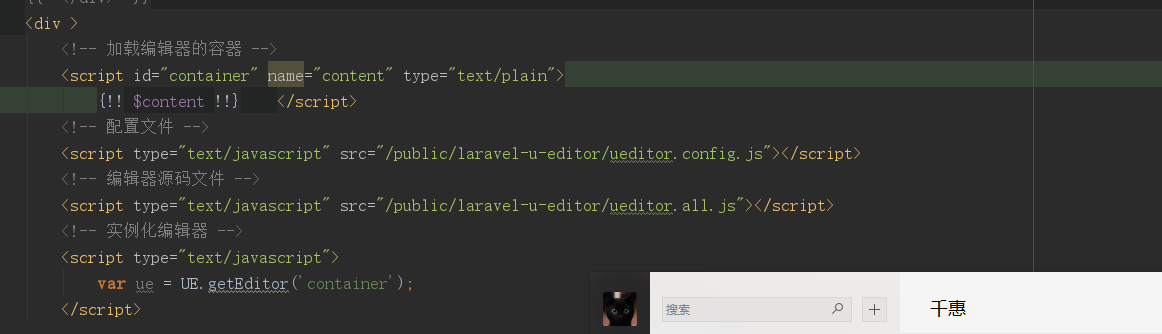 <div >
<!-- 加载编辑器的容器 -->
<script id="container" name="content" type="text/plain">
{!! $content !!}    </script>
<!-- 配置文件 -->
<script type="text/javascript" src="/public/laravel-u-editor/ueditor.config.js"></script>
<!-- 编辑器源码文件 -->
<script type="text/javascript" src="/public/laravel-u-editor/ueditor.all.js"></script>
<!-- 实例化编辑器 -->
<script type="text/javascript">
var ue = UE.getEditor('container');
</script>
搜索
千惠